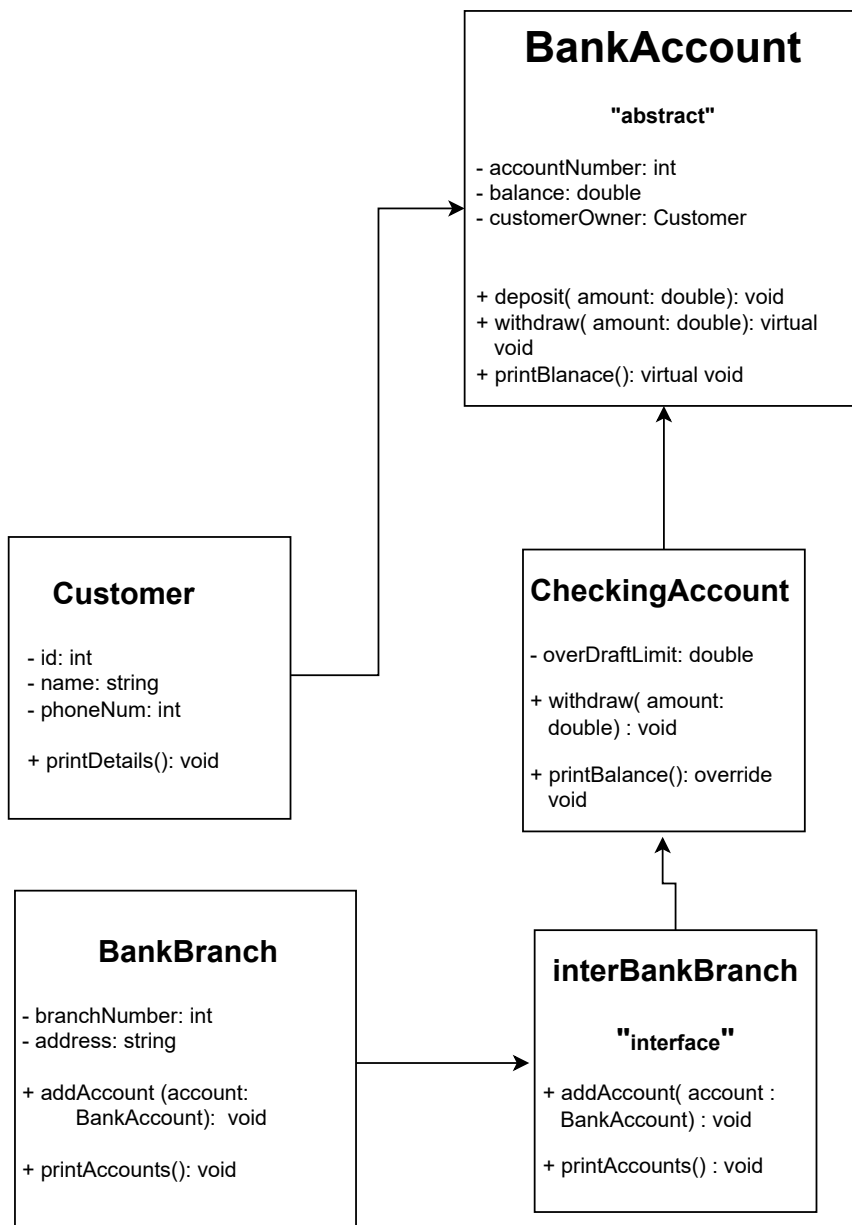 BankAccount
"abstract"
- accountNumber: int
- balance: double
- customerOwner: Customer
+ deposit( amount: double): void
+ withdraw( amount: double): virtual
void
+ printBlanace(): virtual void
Customer
- id: int
- name: string
- phoneNum: int
+ printDetails(): void
CheckingAccount
- overDraftLimit: double
+ withdraw( amount:
double) : void
+ printBalance(): override
void
BankBranch
- branchNumber: int
- address: string
+ addAccount (account:
BankAccount): void
+ printAccounts(): void
interBankBranch
"interface"
+ addAccount( account :
BankAccount) : void
+ printAccounts() : void